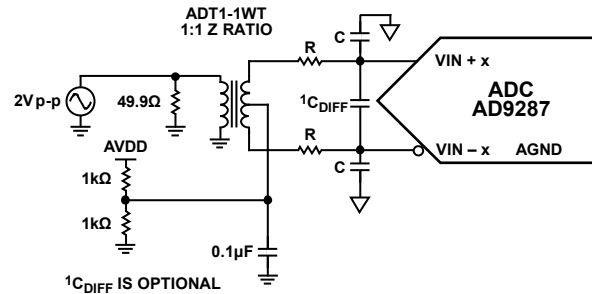 ADT1-1WT
1:1 Z RATIO
C
R
VIN + x
2V p-p
49.9Ω
1CDIFF
ADC
AD9287
AVDD
R
VIN – x
AGND
1kΩ
C
1kΩ
0.1µF
1CDIFF IS OPTIONAL